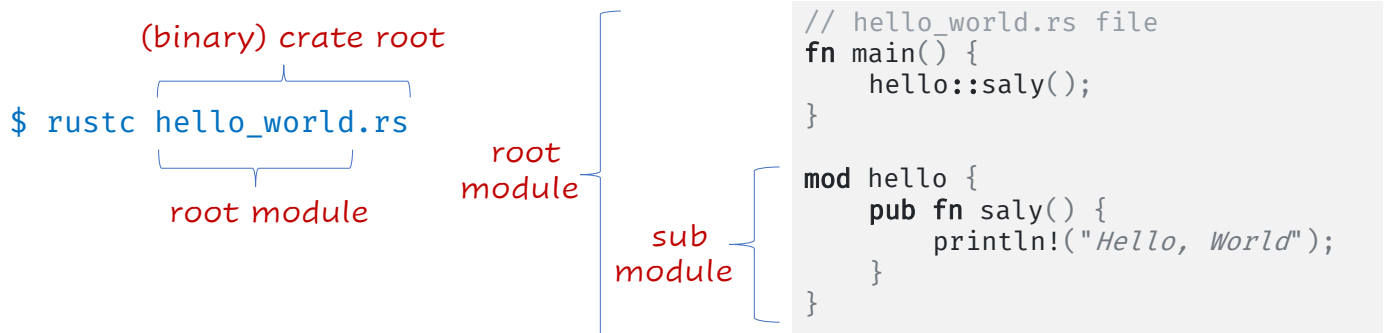 (binary) crate root
$ rustc hello_world.rs
root module
root
module
sub
module
// hello_world.rs file
fn main() {
    hello::saly();
}
mod hello {
    pub fn saly() {
        println!("Hello, World");
    }
}